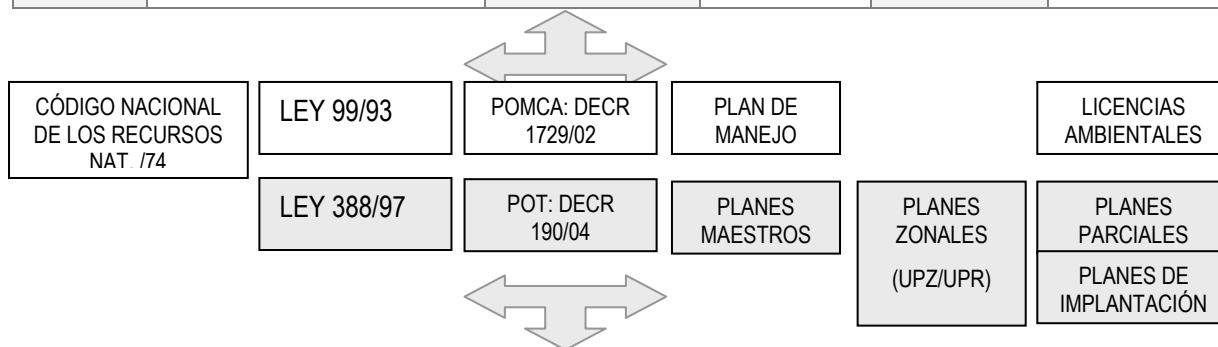 CÓDIGO NACIONAL
DE LOS RECURSOS
NAT. /74
LEY 99/93
POMCA: DECR
1729/02
PLAN DE
MANEJO
LICENCIAS
AMBIENTALES
LEY 388/97
POT: DECR
190/04
PLANES
MAESTROS
PLANES
ZONALES
(UPZ/UPR)
PLANES
PARCIALES
PLANES DE
IMPLANTACIÓN